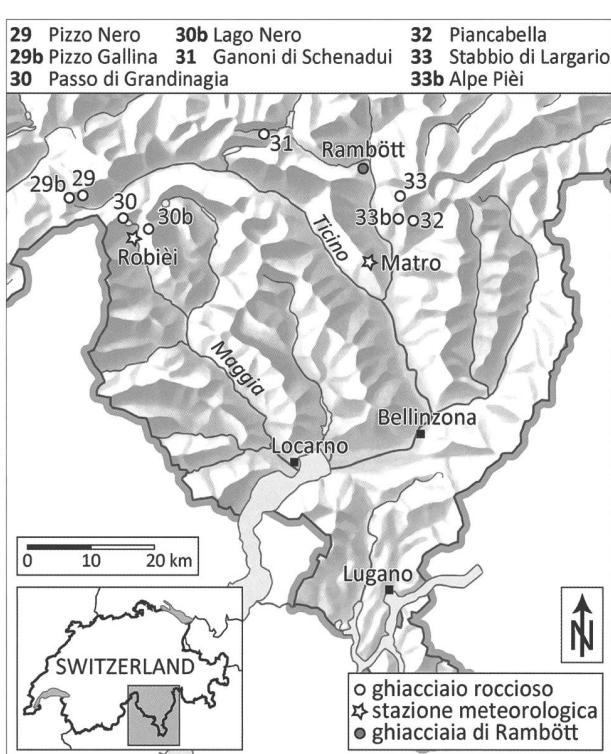 29 Pizzo Nero 30b Lago Nero 32 Piancabella
29b Pizzo Gallina 31 Ganoni di Schenadui 33 Stabbio di Largario
30 Passo di Grandinagia 33b Alpe Pièi
31
Rambött
29b 29
33
30
30b
33b 32
Robièi
Ticino
Matro
Maggia
Bellinzona
Locarno
0 10 20 km
Lugano
N
SWITZERLAND
ghiacciaio roccioso
stazione meteorologica
ghiacciaia di Rambött